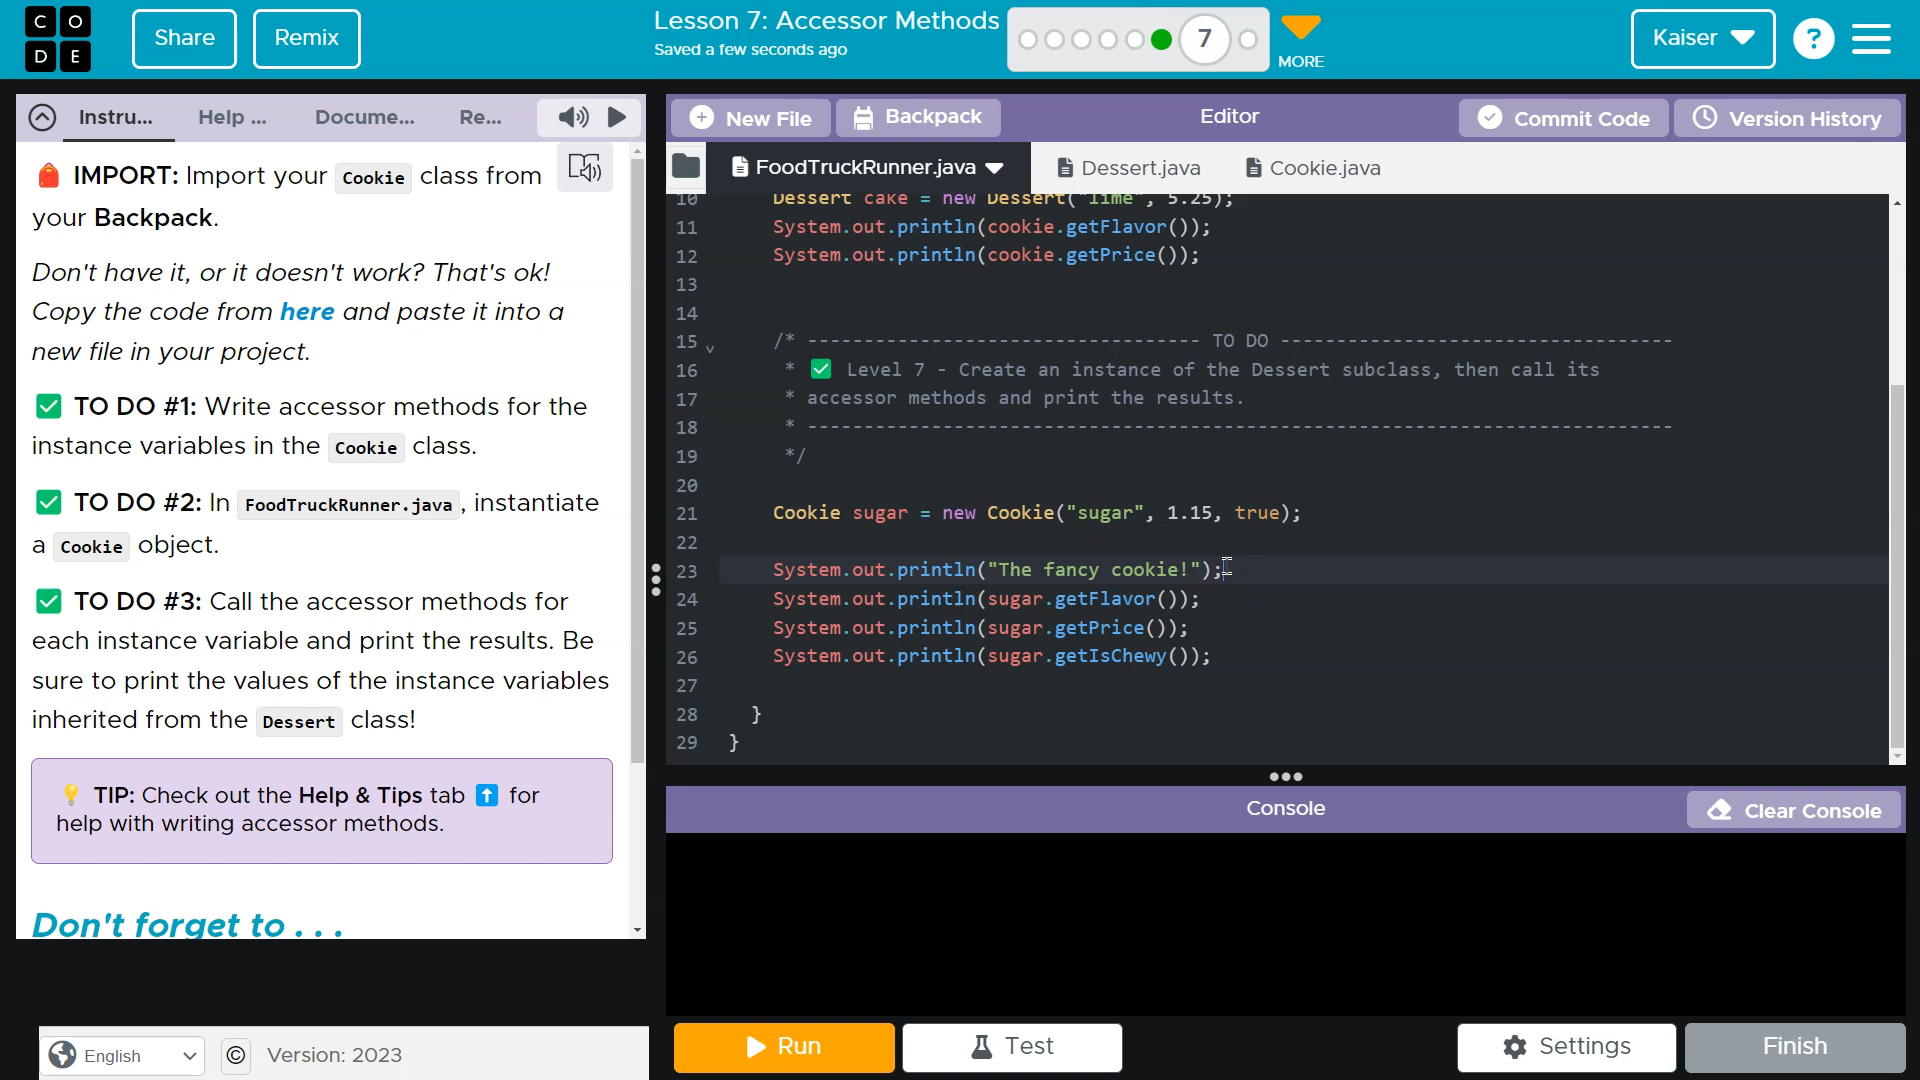 C O
D E
Share
Remix
Lesson 7: Accessor Methods
Saved a few seconds ago
7
MORE
Kaiser
?
Instru...
Help ...
Docume...
Re...
IMPORT: Import your Cookie class from
your Backpack.
Don't have it, or it doesn't work? That's ok!
Copy the code from here and paste it into a
new file in your project.
TO DO #1: Write accessor methods for the
instance variables in the Cookie class.
TO DO #2: In FoodTruckRunner.java, instantiate
a Cookie object.
TO DO #3: Call the accessor methods for
each instance variable and print the results. Be
sure to print the values of the instance variables
inherited from the Dessert class!
TIP: Check out the Help & Tips tab for
help with writing accessor methods.
Don't forget to . . .
English
©
Version: 2023
New File
Backpack
Editor
Commit Code
Version History
FoodTruckRunner.java
Dessert.java
Cookie.java
10 Dessert cake = new Dessert("lime", 5.25);
11 System.out.println(cookie.getFlavor());
12 System.out.println(cookie.getPrice());
13
14
15 /* ----------------------------------- TO DO -----------------------------------
16 * ✅ Level 7 - Create an instance of the Dessert subclass, then call its
17 * accessor methods and print the results.
18 * -----------------------------------------------------------------------------
19 */
20
21 Cookie sugar = new Cookie("sugar", 1.15, true);
22
23 System.out.println("The fancy cookie!");
24 System.out.println(sugar.getFlavor());
25 System.out.println(sugar.getPrice());
26 System.out.println(sugar.getIsChewy());
27
28 }
29 }
Console
Clear Console
Run
Test
Settings
Finish